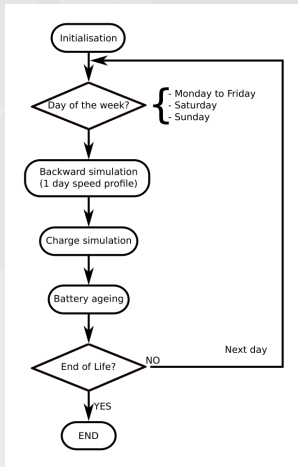 Initialisation
Day of the week?
- Monday to Friday
- Saturday
- Sunday
Backward simulation
(1 day speed profile)
Charge simulation
Battery ageing
End of Life?
NO
Next day
YES
END